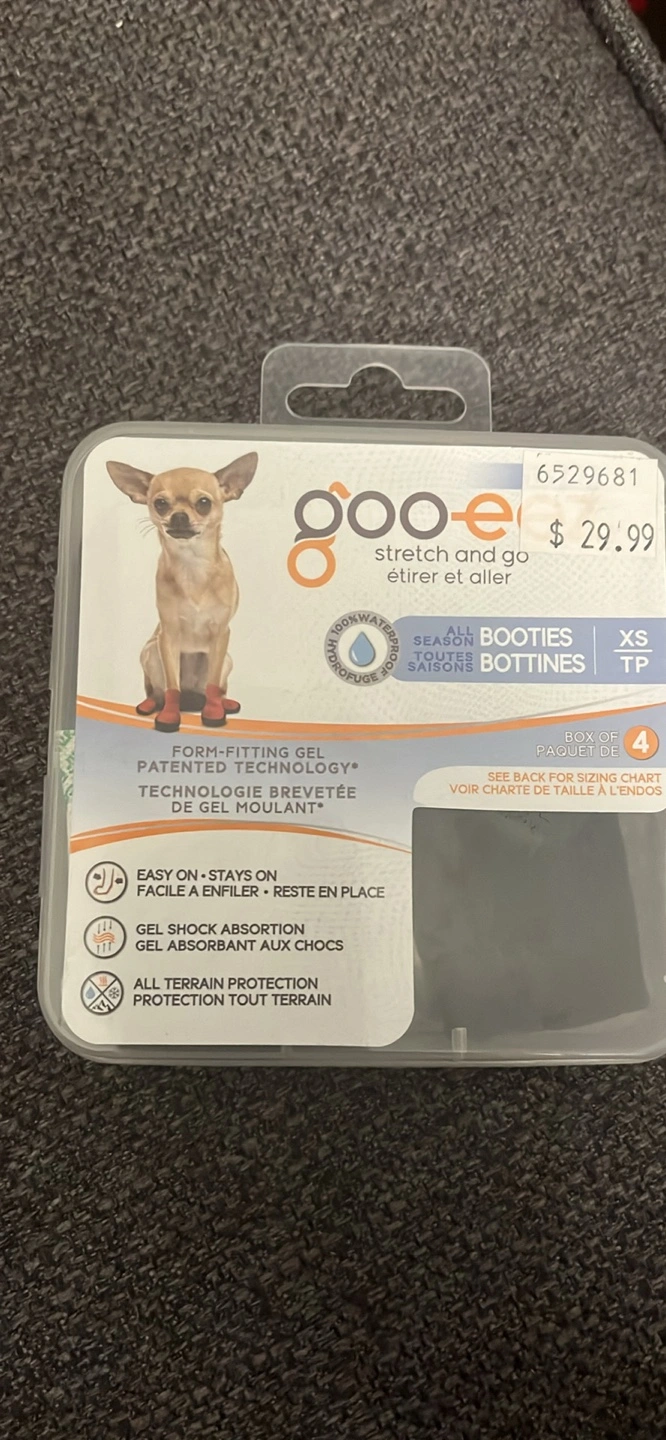 6529681
$ 29.99
stretch and go
étirer et aller
100% WATERPROOF
HYDROFUGE
ALL SEASON BOOTIES
TOUTES SAISONS BOTTINES
XS
TP
BOX OF
PAQUET DE
4
FORM-FITTING GEL
PATENTED TECHNOLOGY*
TECHNOLOGIE BREVETÉE
DE GEL MOULANT*
SEE BACK FOR SIZING CHART
VOIR CHARTE DE TAILLE À L'ENDOS
EASY ON • STAYS ON
FACILE A ENFILER • RESTE EN PLACE
GEL SHOCK ABSORTION
GEL ABSORBANT AUX CHOCS
ALL TERRAIN PROTECTION
PROTECTION TOUT TERRAIN